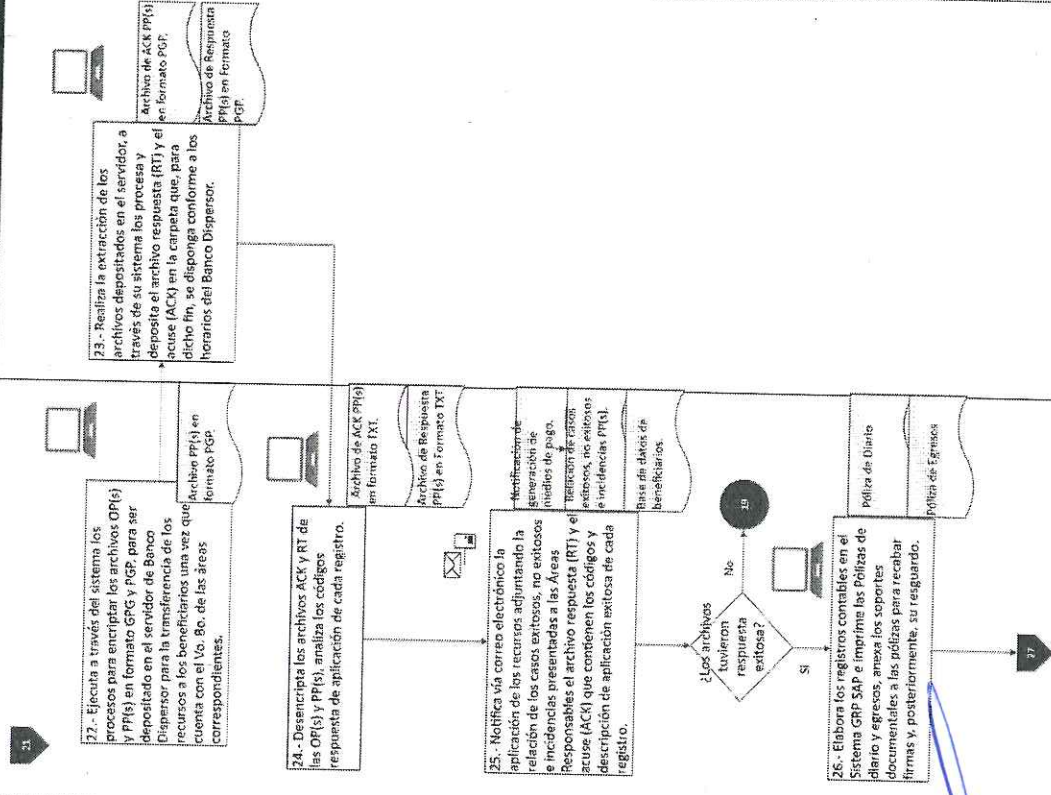 21
22.- Ejecuta a través del sistema los
procesos para encriptar los archivos OP(s)
y PP(s) en formato GPG y PGP, para ser
depositado en el servidor de Banco
Dispersor para la transferencia de los
recursos a los beneficiarios una vez que
cuenta con el Vo. Bo. de las áreas
correspondientes.
Archivo PP(s) en
formato PGP.
23.- Realiza la extracción de los
archivos depositados en el servidor, a
través de su sistema los procesa y
deposita el archivo respuesta (RT) y el
acuse (ACK) en la carpeta que, para
dicho fin, se disponga conforme a los
horarios del Banco Dispersor.
Archivo de ACK PP(s)
en formato PGP.
Archivo de Respuesta
PP(s) en Formato
PGP.
24.- Desencripta los archivos ACK y RT de
las OP(s) y PP(s), analiza los códigos
respuesta de aplicación de cada registro.
Archivo de ACK PP(s)
en formato TXT.
Archivo de Respuesta
PP(s) en Formato TXT
25.- Notifica vía correo electrónico la
aplicación de los recursos adjuntando la
relación de los casos exitosos, no exitosos
e incidencias presentadas a las Áreas
Responsables el archivo respuesta (RT) y el
acuse (ACK) que contienen los códigos y
descripción de aplicación exitosa de cada
registro.
Notificación de
generación de
medios de pago.
Relación de casos
exitosos, no exitosos
e incidencias PP(s).
Base de datos de
beneficiarios.
¿Los archivos
tuvieron
respuesta
exitosa?
No
19
Si
26.- Elabora los registros contables en el
Sistema GRP SAP e imprime las Pólizas de
diario y egresos, anexa los soportes
documentales a las pólizas para recabar
firmas y, posteriormente, su resguardo.
Póliza de Diario
Póliza de Egresos
27